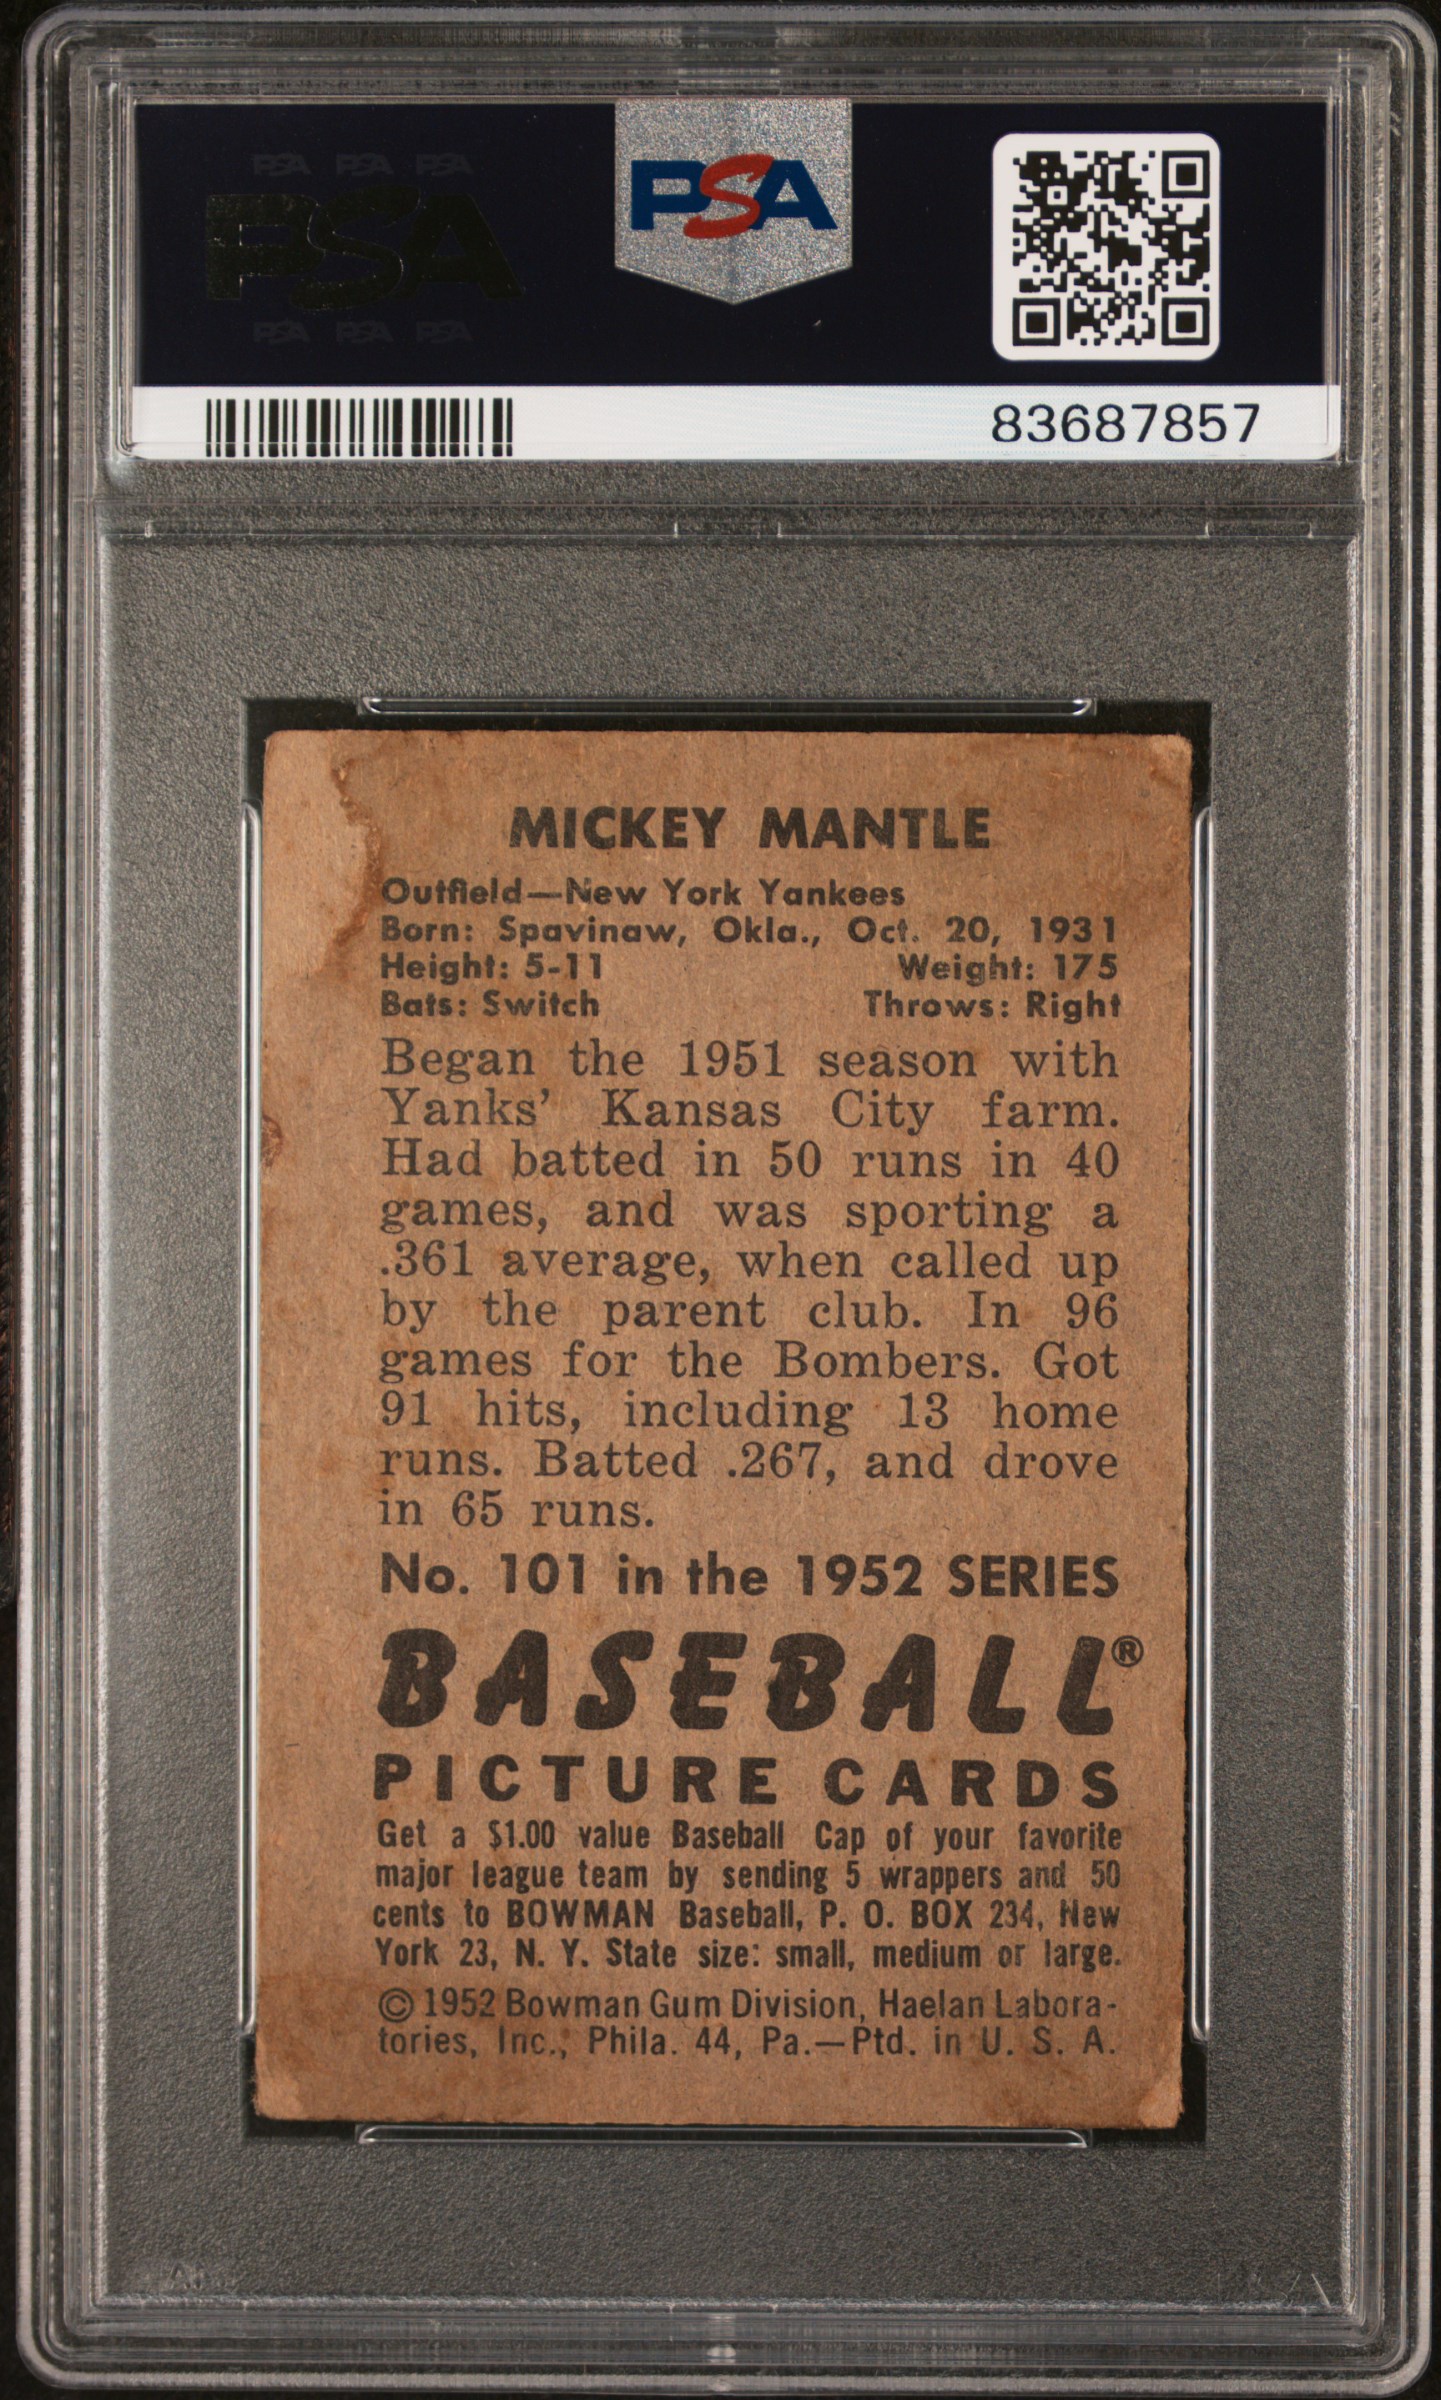 PSA PSA PSA
PSA
PSA PSA PSA
PSA
83687857
MICKEY MANTLE
Outfield—New York Yankees
Born: Spavinaw, Okla., Oct. 20, 1931
Height: 5-11 Weight: 175
Bats: Switch Throws: Right
Began the 1951 season with
Yanks' Kansas City farm.
Had batted in 50 runs in 40
games, and was sporting a
.361 average, when called up
by the parent club. In 96
games for the Bombers. Got
91 hits, including 13 home
runs. Batted .267, and drove
in 65 runs.
No. 101 in the 1952 SERIES
BASEBALL®
PICTURE CARDS
Get a $1.00 value Baseball Cap of your favorite
major league team by sending 5 wrappers and 50
cents to BOWMAN Baseball, P. O. BOX 234, New
York 23, N. Y. State size: small, medium or large.
© 1952 Bowman Gum Division, Haelan Labora-
tories, Inc., Phila. 44, Pa.—Ptd. in U. S. A.